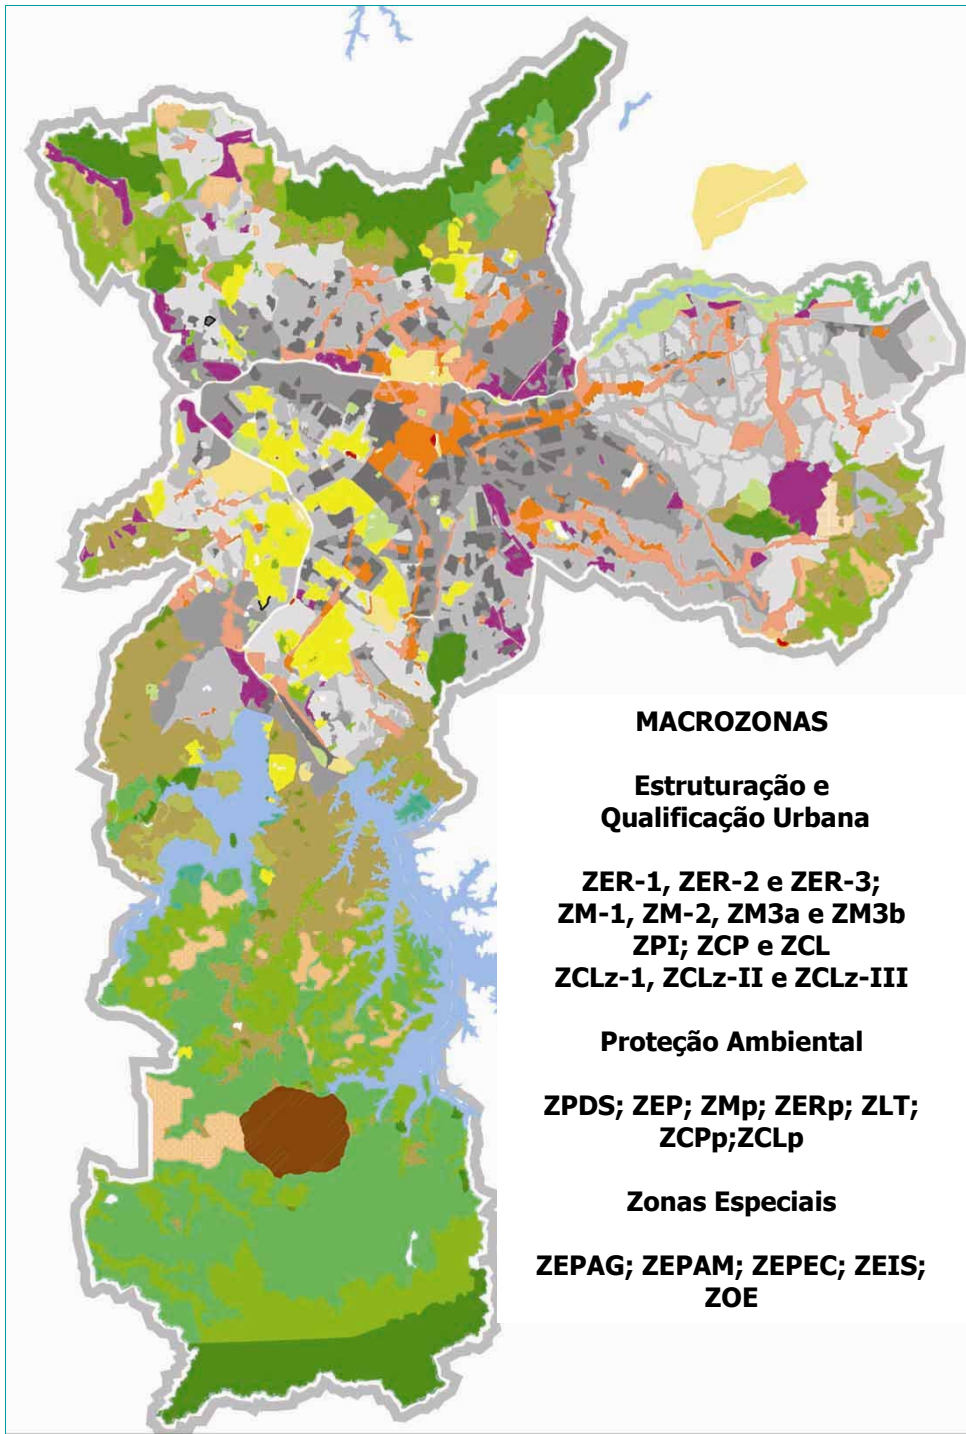 MACROZONAS
Estruturação e
Qualificação Urbana
ZER-1, ZER-2 e ZER-3;
ZM-1, ZM-2, ZM3a e ZM3b
ZPI; ZCP e ZCL
ZCLz-1, ZCLz-II e ZCLz-III
Proteção Ambiental
ZPDS; ZEP; ZMp; ZERp; ZLT;
ZCPp;ZCLp
Zonas Especiais
ZEPAG; ZEPAM; ZEPEC; ZEIS;
ZOE